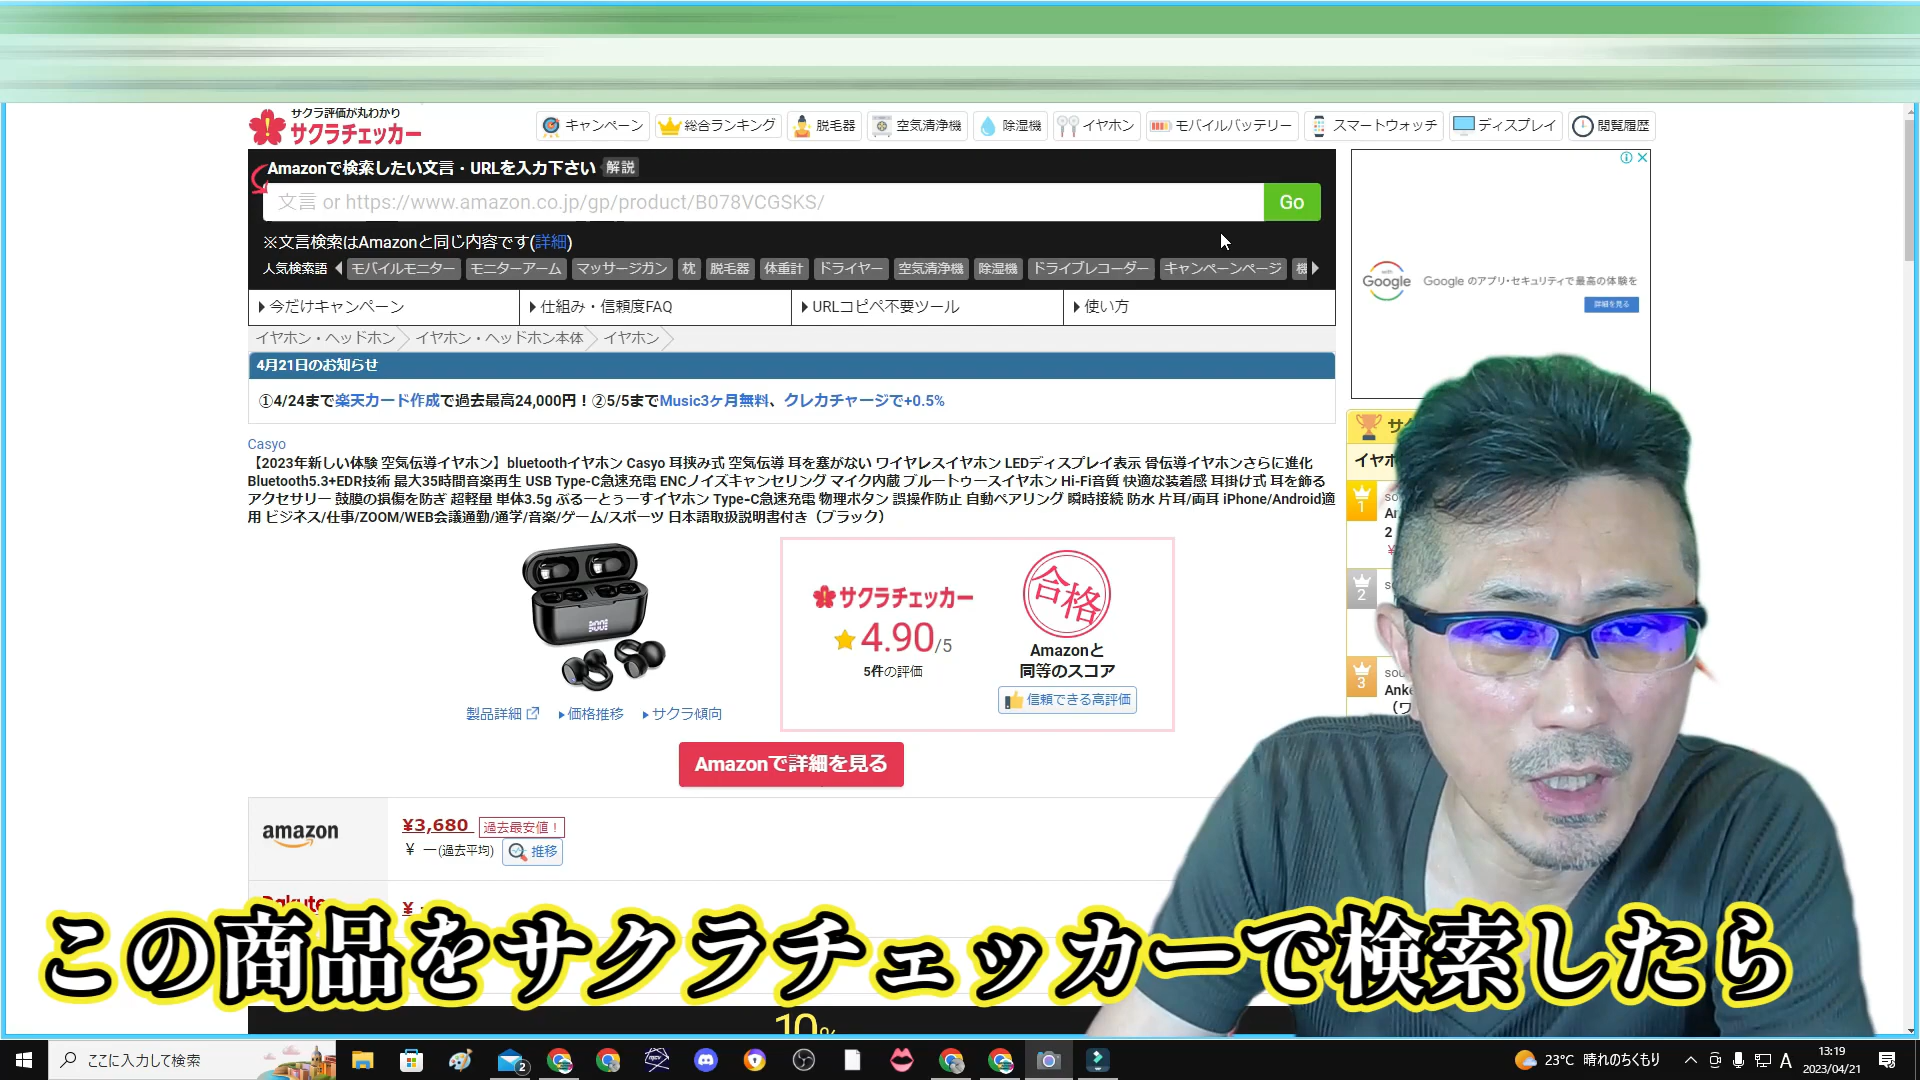 サクラ評価が丸わかり
サクラチェッカー
キャンペーン
総合ランキング
脱毛器
空気清浄機
除湿機
イヤホン
モバイルバッテリー
スマートウォッチ
ディスプレイ
閲覧履歴
Amazonで検索したい文言・URLを入力下さい 解説
文言 or https://www.amazon.co.jp/gp/product/B078VCGSKS/
Go
※文言検索はAmazonと同じ内容です(詳細)
人気検索語 モバイルモニター モニターアーム マッサージガン 枕 脱毛器 体重計 ドライヤー 空気清浄機 除湿機 ドライブレコーダー キャンペーンページ
今だけキャンペーン
仕組み・信頼度FAQ
URLコピペ不要ツール
使い方
イヤホン・ヘッドホン
イヤホン・ヘッドホン本体
イヤホン
4月21日のお知らせ
①4/24まで楽天カード作成で過去最高24,000円！②5/5までMusic3ヶ月無料、クレカチャージで+0.5%
Casyo
【2023年新しい体験 空気伝導イヤホン】bluetoothイヤホン Casyo 耳挟み式 空気伝導 耳を塞がない ワイヤレスイヤホン LEDディスプレイ表示 骨伝導イヤホンさらに進化
Bluetooth5.3+EDR技術 最大35時間音楽再生 USB Type-C急速充電 ENCノイズキャンセリング マイク内蔵 ブルートゥースイヤホン Hi-Fi音質 快適な装着感 耳掛け式 耳を飾る
アクセサリー 鼓膜の損傷を防ぎ 超軽量 単体3.5g ぶるーとぅーすイヤホン Type-C急速充電 物理ボタン 誤操作防止 自動ペアリング 瞬時接続 防水 片耳/両耳 iPhone/Android適
用 ビジネス/仕事/ZOOM/WEB会議通勤/通学/音楽/ゲーム/スポーツ 日本語取扱説明書付き（ブラック）
サクラチェッカー
4.90/5
5件の評価
合格
Amazonと
同等のスコア
信頼できる高評価
製品詳細
価格推移
サクラ傾向
Amazonで詳細を見る
amazon
¥3,680 過去最安値！
¥ ー(過去平均) 推移
Rakute
¥
with
Google
Google のアプリ・セキュリティで最高の体験を
詳細を見る
サク
イヤホ
1
2
2
3
Anke
この商品をサクラチェッカーで検索したら
10%
ここに入力して検索
2
23°C 晴れのちくもり
A
13:19
2023/04/21